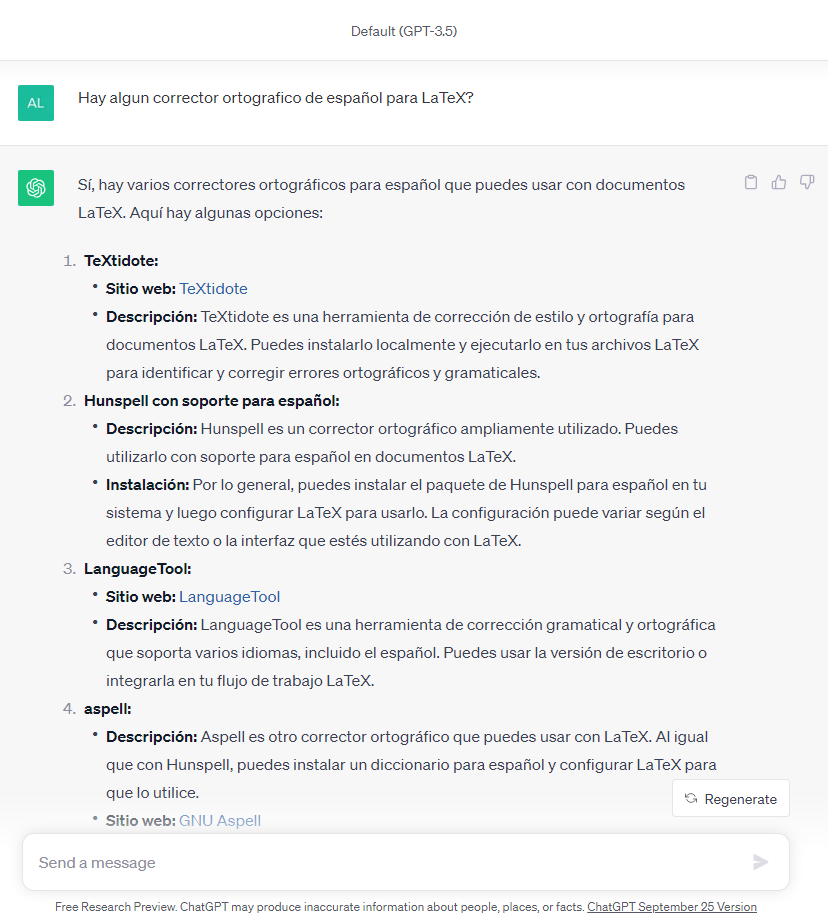 Default (GPT-3.5)
AL
Hay algun corrector ortografico de español para LaTeX?
Sí, hay varios correctores ortográficos para español que puedes usar con documentos
LaTeX. Aquí hay algunas opciones:
1. TeXtidote:
• Sitio web: TeXtidote
• Descripción: TeXtidote es una herramienta de corrección de estilo y ortografía para
documentos LaTeX. Puedes instalarlo localmente y ejecutarlo en tus archivos LaTeX
para identificar y corregir errores ortográficos y gramaticales.
2. Hunspell con soporte para español:
• Descripción: Hunspell es un corrector ortográfico ampliamente utilizado. Puedes
utilizarlo con soporte para español en documentos LaTeX.
• Instalación: Por lo general, puedes instalar el paquete de Hunspell para español en tu
sistema y luego configurar LaTeX para usarlo. La configuración puede variar según el
editor de texto o la interfaz que estés utilizando con LaTeX.
3. LanguageTool:
• Sitio web: LanguageTool
• Descripción: LanguageTool es una herramienta de corrección gramatical y ortográfica
que soporta varios idiomas, incluido el español. Puedes usar la versión de escritorio o
integrarla en tu flujo de trabajo LaTeX.
4. aspell:
• Descripción: Aspell es otro corrector ortográfico que puedes usar con LaTeX. Al igual
que con Hunspell, puedes instalar un diccionario para español y configurar LaTeX para
que lo utilice.
Regenerate
• Sitio web: GNU Aspell
Send a message
Free Research Preview. ChatGPT may produce inaccurate information about people, places, or facts. ChatGPT September 25 Version